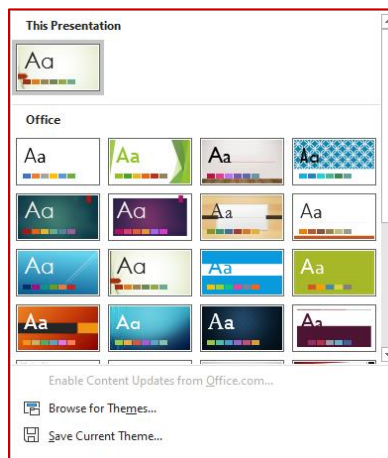 This Presentation
Aa
Office
Aa Aa Aa Aa
Aa Aa Aa Aa
Aa Aa Aa Aa
Aa Aa Aa Aa
Enable Content Updates from Office.com...
Browse for Themes...
Save Current Theme...